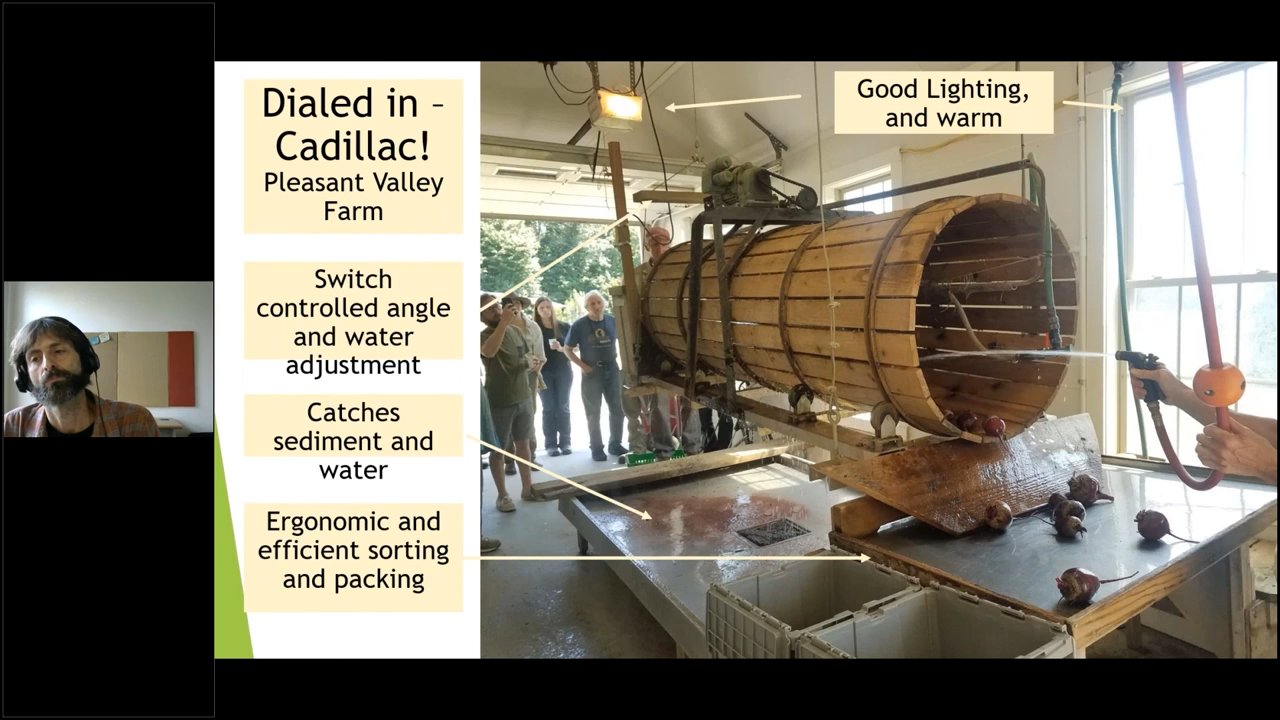 Dialed in –
Cadillac!
Pleasant Valley
Farm
Switch
controlled angle
and water
adjustment
Catches
sediment and
water
Ergonomic and
efficient sorting
and packing
Good Lighting,
and warm